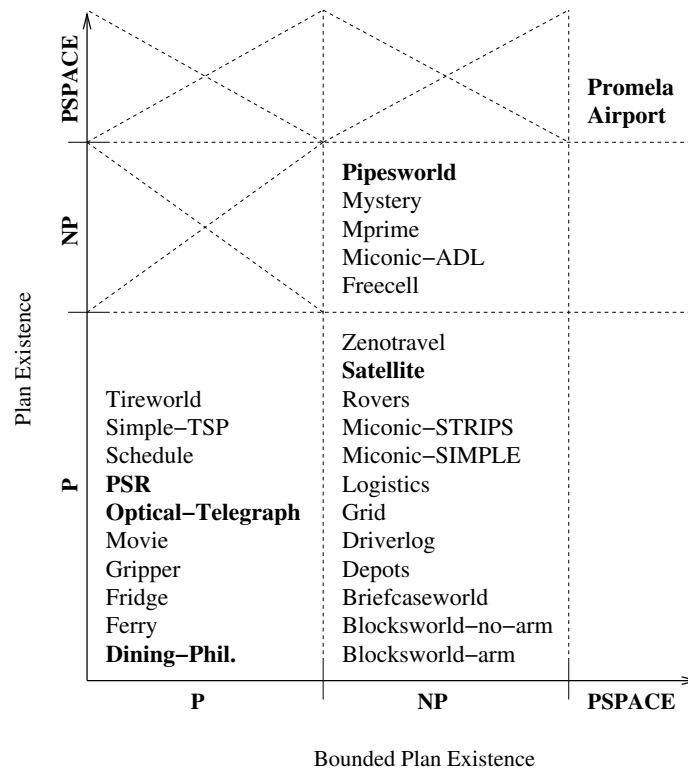 PSPACE
Promela
Airport
NP
Pipesworld
Mystery
Mprime
Miconic−ADL
Freecell
Plan Existence
P
Tireworld
Simple−TSP
Schedule
PSR
Optical−Telegraph
Movie
Gripper
Fridge
Ferry
Dining−Phil.
Zenotravel
Satellite
Rovers
Miconic−STRIPS
Miconic−SIMPLE
Logistics
Grid
Driverlog
Depots
Briefcaseworld
Blocksworld−no−arm
Blocksworld−arm
P
NP
PSPACE
Bounded Plan Existence